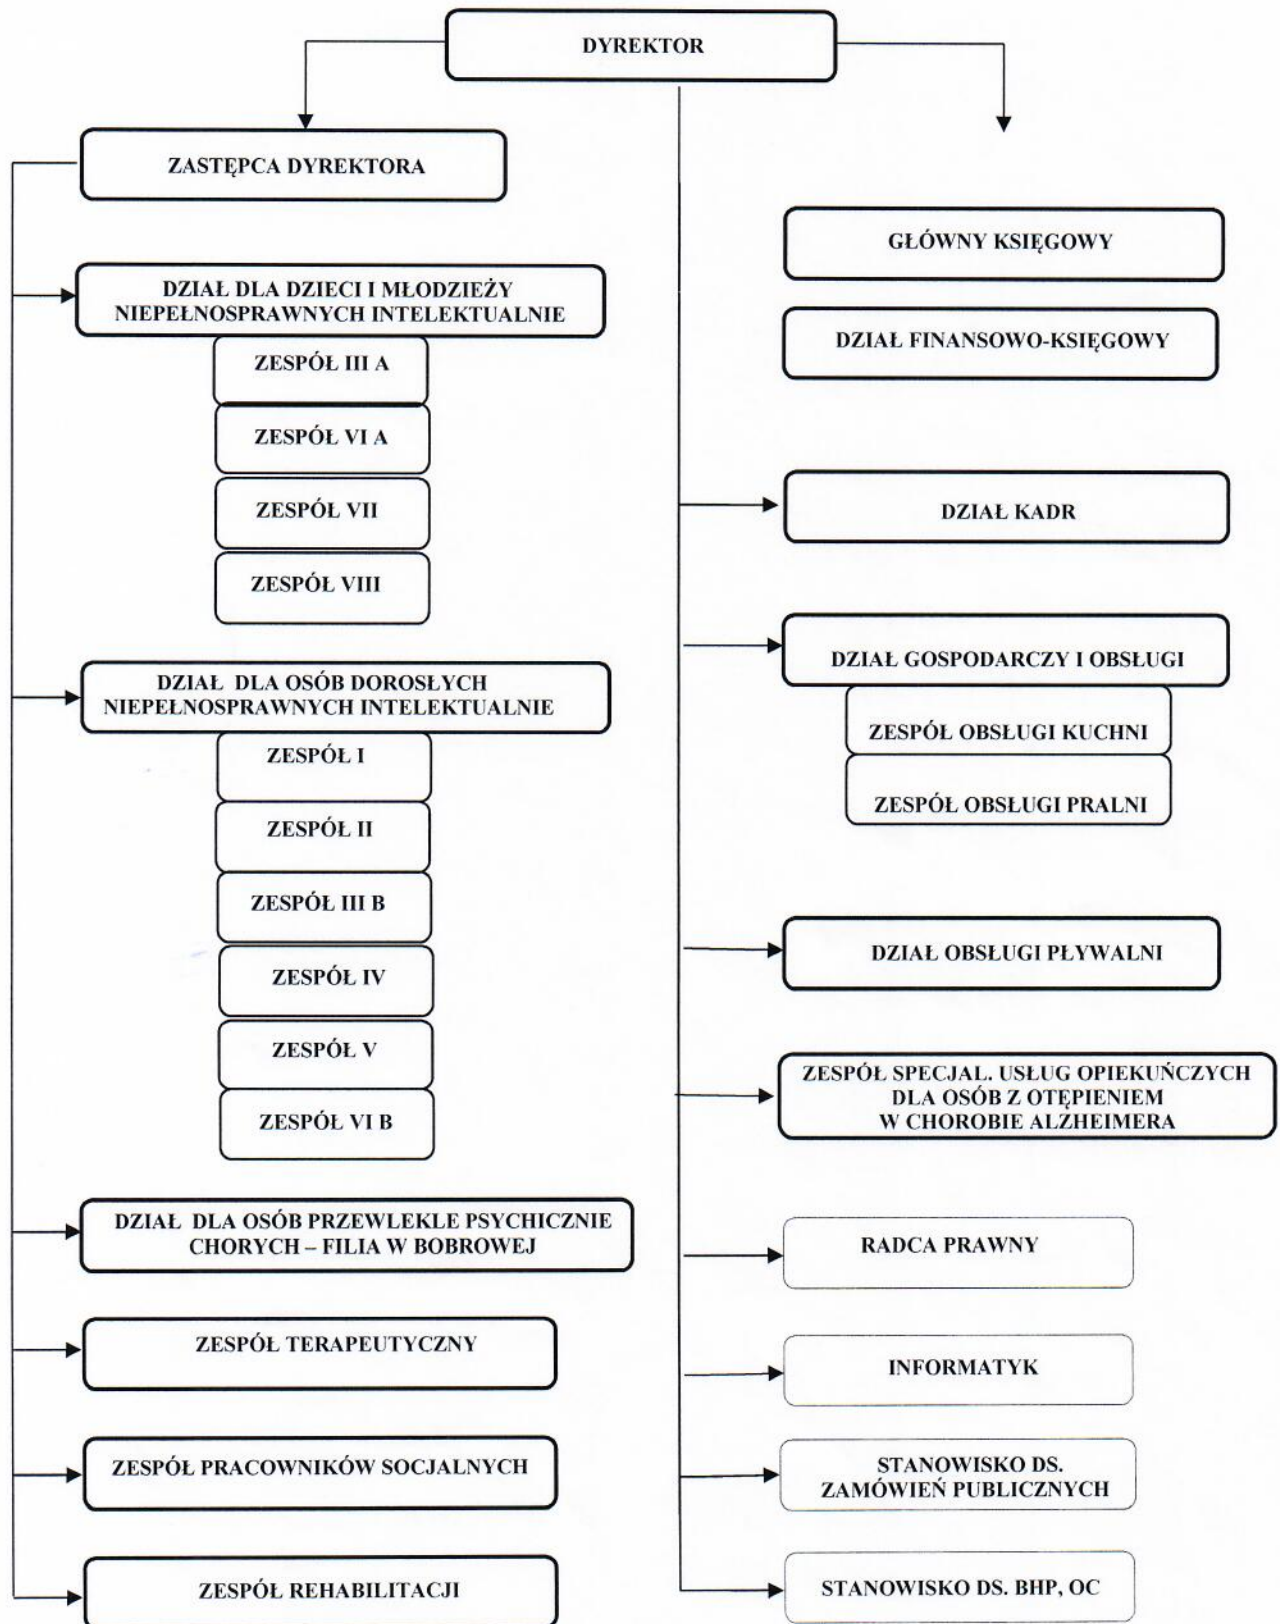 DYREKTOR
ZASTĘPCA DYREKTORA
DZIAŁ DLA DZIECI I MŁODZIEŻY
NIEPEŁNOSPRAWNYCH INTELEKTUALNIE
ZESPÓŁ III A
ZESPÓŁ VI A
ZESPÓŁ VII
ZESPÓŁ VIII
DZIAŁ DLA OSÓB DOROSŁYCH
NIEPEŁNOSPRAWNYCH INTELEKTUALNIE
ZESPÓŁ I
ZESPÓŁ II
ZESPÓŁ III B
ZESPÓŁ IV
ZESPÓŁ V
ZESPÓŁ VI B
DZIAŁ DLA OSÓB PRZEWLEKLE PSYCHICZNIE
CHORYCH – FILIA W BOBROWEJ
ZESPÓŁ TERAPEUTYCZNY
ZESPÓŁ PRACOWNIKÓW SOCJALNYCH
ZESPÓŁ REHABILITACJI
GŁÓWNY KSIĘGOWY
DZIAŁ FINANSOWO-KSIĘGOWY
DZIAŁ KADR
DZIAŁ GOSPODARCZY I OBSŁUGI
ZESPÓŁ OBSŁUGI KUCHNI
ZESPÓŁ OBSŁUGI PRALNI
DZIAŁ OBSŁUGI PŁYWALNI
ZESPÓŁ SPECJAL. USŁUG OPIEKUŃCZYCH
DLA OSÓB Z OTĘPIENIEM
W CHOROBIE ALZHEIMERA
RADCA PRAWNY
INFORMATYK
STANOWISKO DS.
ZAMÓWIEŃ PUBLICZNYCH
STANOWISKO DS. BHP, OC